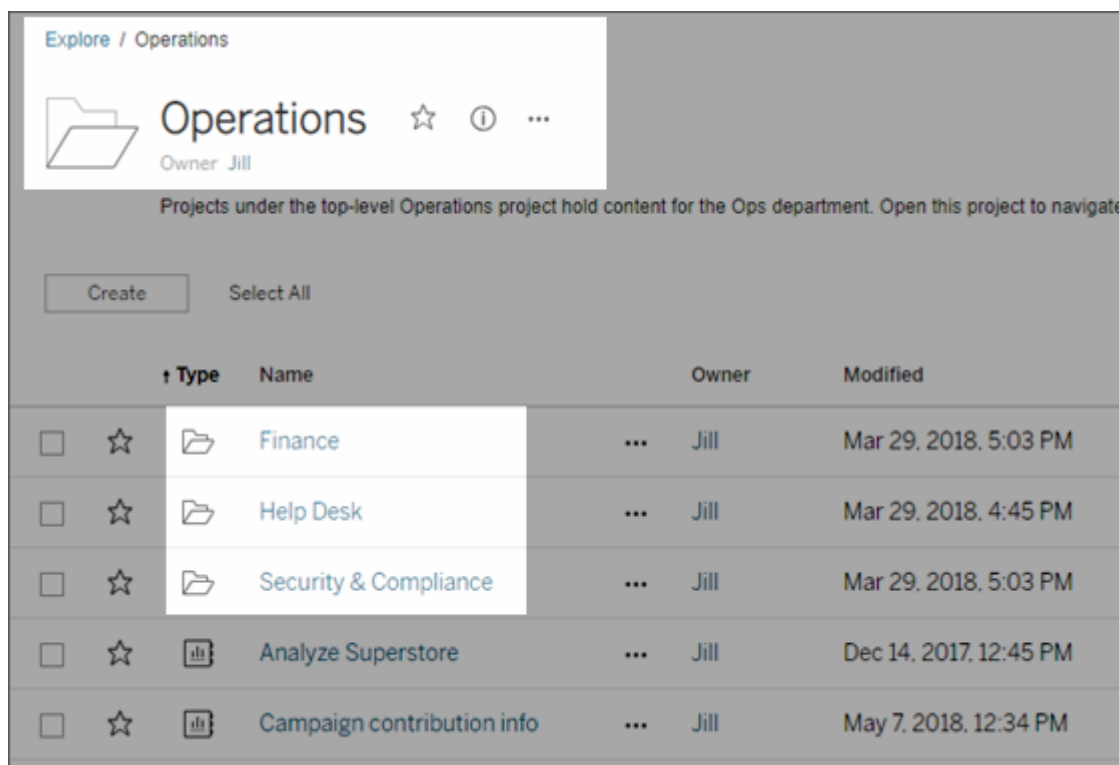 Explore / Operations
Operations
Owner Jill
Projects under the top-level Operations project hold content for the Ops department. Open this project to navigate
Create Select All
↑ Type Name Owner Modified
Finance ... Jill Mar 29, 2018, 5:03 PM
Help Desk ... Jill Mar 29, 2018, 4:45 PM
Security & Compliance ... Jill Mar 29, 2018, 5:03 PM
Analyze Superstore ... Jill Dec 14, 2017, 12:45 PM
Campaign contribution info ... Jill May 7, 2018, 12:34 PM